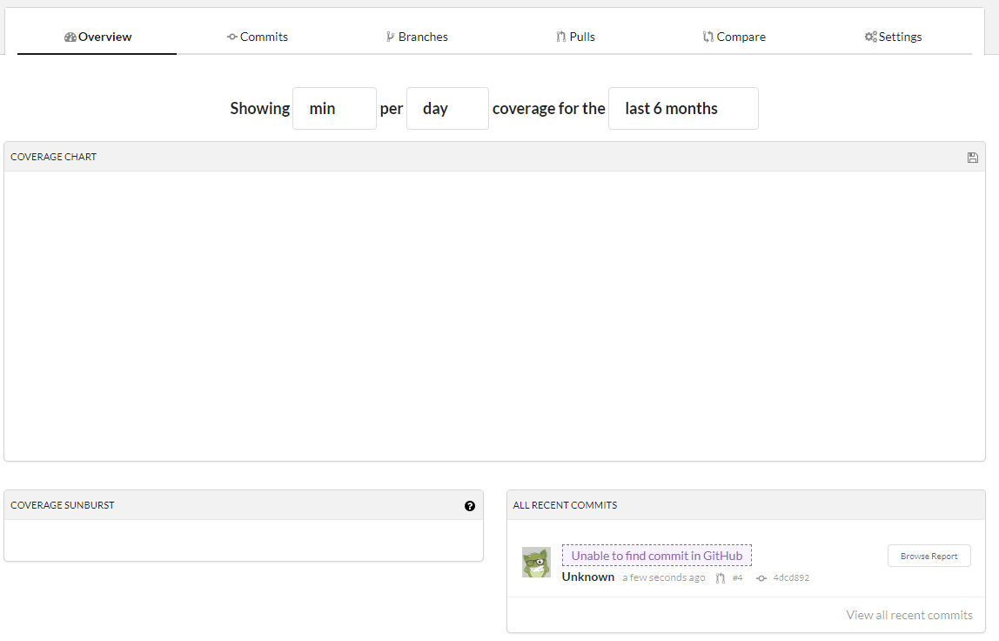 Overview Commits Branches Pulls Compare Settings
Showing min per day coverage for the last 6 months
COVERAGE CHART
COVERAGE SUNBURST
ALL RECENT COMMITS
Unable to find commit in GitHub
Browse Report
Unknown a few seconds ago #4 4dcd892
View all recent commits